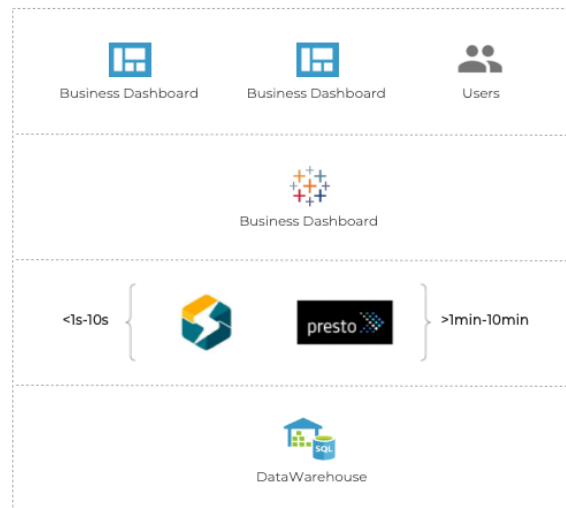 Business Dashboard
Business Dashboard
Users
Business Dashboard
<1s-10s
presto
>1min-10min
SQL
DataWarehouse